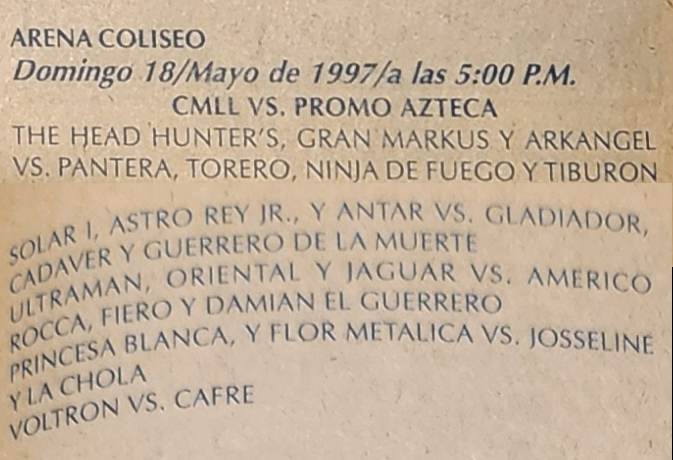 ARENA COLISEO
Domingo 18/Mayo de 1997/a las 5:00 P.M.
CMLL VS. PROMO AZTECA
THE HEAD HUNTER'S, GRAN MARKUS Y ARKANGEL
VS. PANTERA, TORERO, NINJA DE FUEGO Y TIBURON
SOLAR I, ASTRO REY JR., Y ANTAR VS. GLADIADOR,
CADAVER Y GUERRERO DE LA MUERTE
ULTRAMAN, ORIENTAL Y JAGUAR VS. AMERICO
ROCCA, FIERO Y DAMIAN EL GUERRERO
PRINCESA BLANCA, Y FLOR METALICA VS. JOSSELINE
Y LA CHOLA
VOLTRON VS. CAFRE